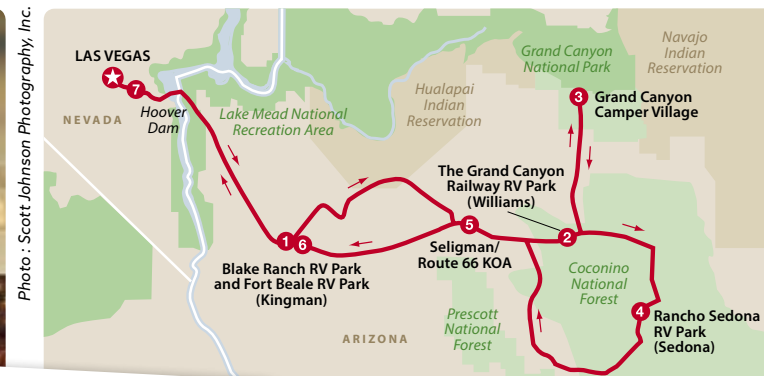 Photo : Scott Johnson Photography, Inc.
LAS VEGAS
7
Hoover
Dam
NEVADA
Lake Mead National
Recreation Area
Hualapai
Indian
Reservation
Grand Canyon
National Park
Navajo
Indian
Reservation
3
Grand Canyon
Camper Village
The Grand Canyon
Railway RV Park
(Williams)
2
5
Seligman/
Route 66 KOA
1
6
Blake Ranch RV Park
and Fort Beale RV Park
(Kingman)
Coconino
National
Forest
4
Rancho Sedona
RV Park
(Sedona)
Prescott
National
Forest
ARIZONA